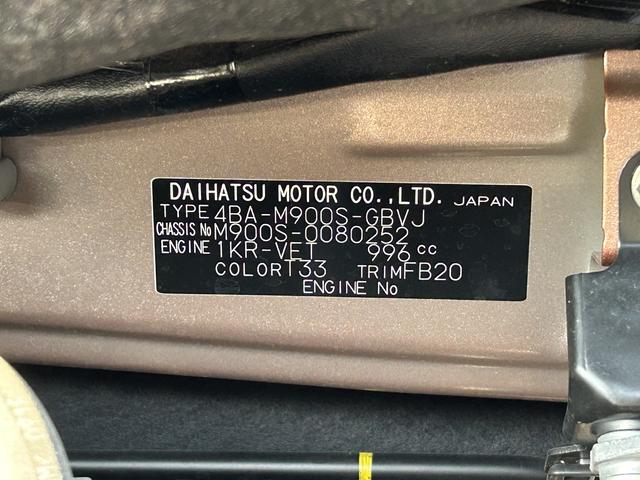 DAIHATSU MOTOR CO.,LTD. JAPAN
TYPE 4BA-M900S-GBVJ
CHASSIS No M900S-0080252
ENGINE 1KR-VET 996 cc
COLOR T33 TRIM FB20
ENGINE No